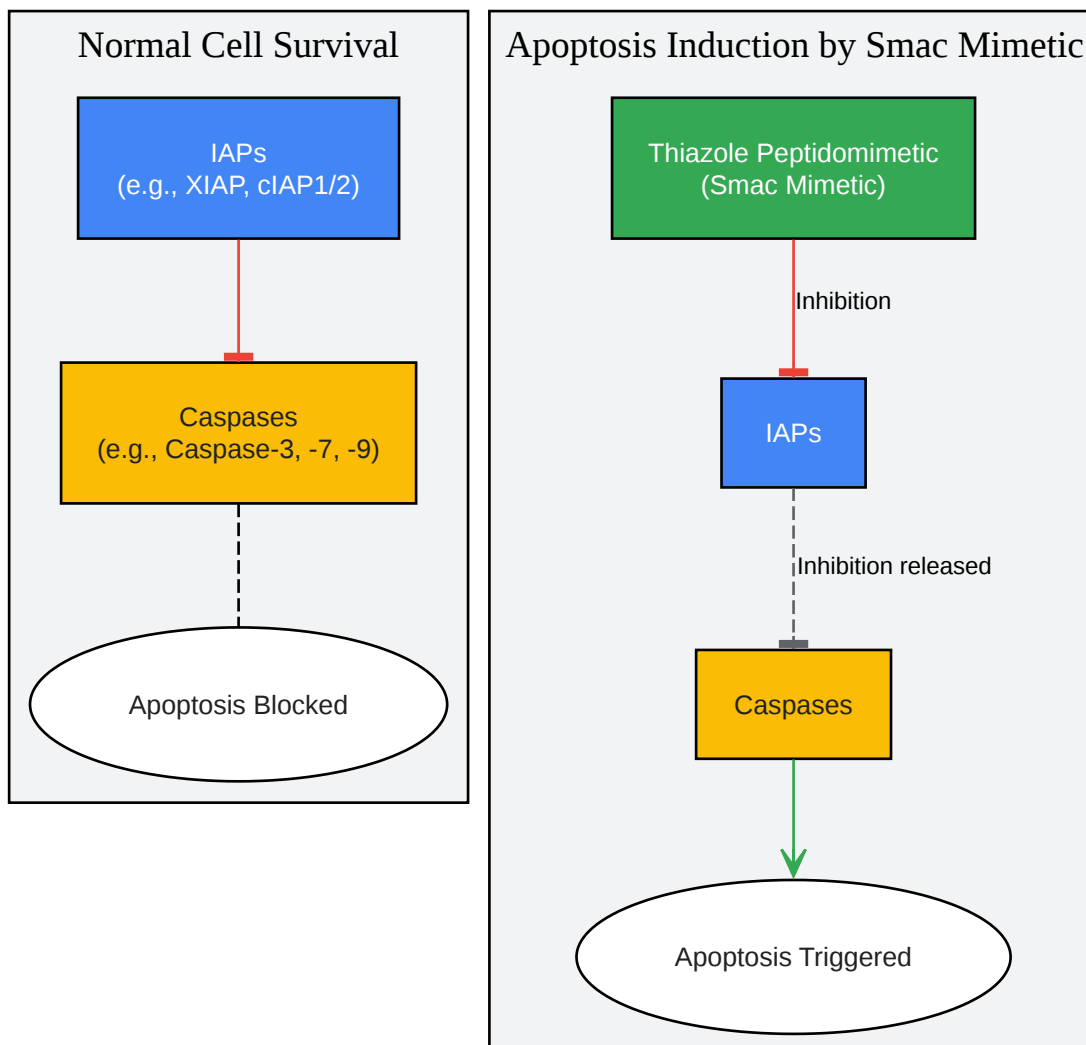 Normal Cell Survival
IAPs
(e.g., XIAP, cIAP1/2)
Caspases
(e.g., Caspase-3, -7, -9)
Apoptosis Blocked
Apoptosis Induction by Smac Mimetic
Thiazole Peptidomimetic
(Smac Mimetic)
Inhibition
IAPs
Inhibition released
Caspases
Apoptosis Triggered